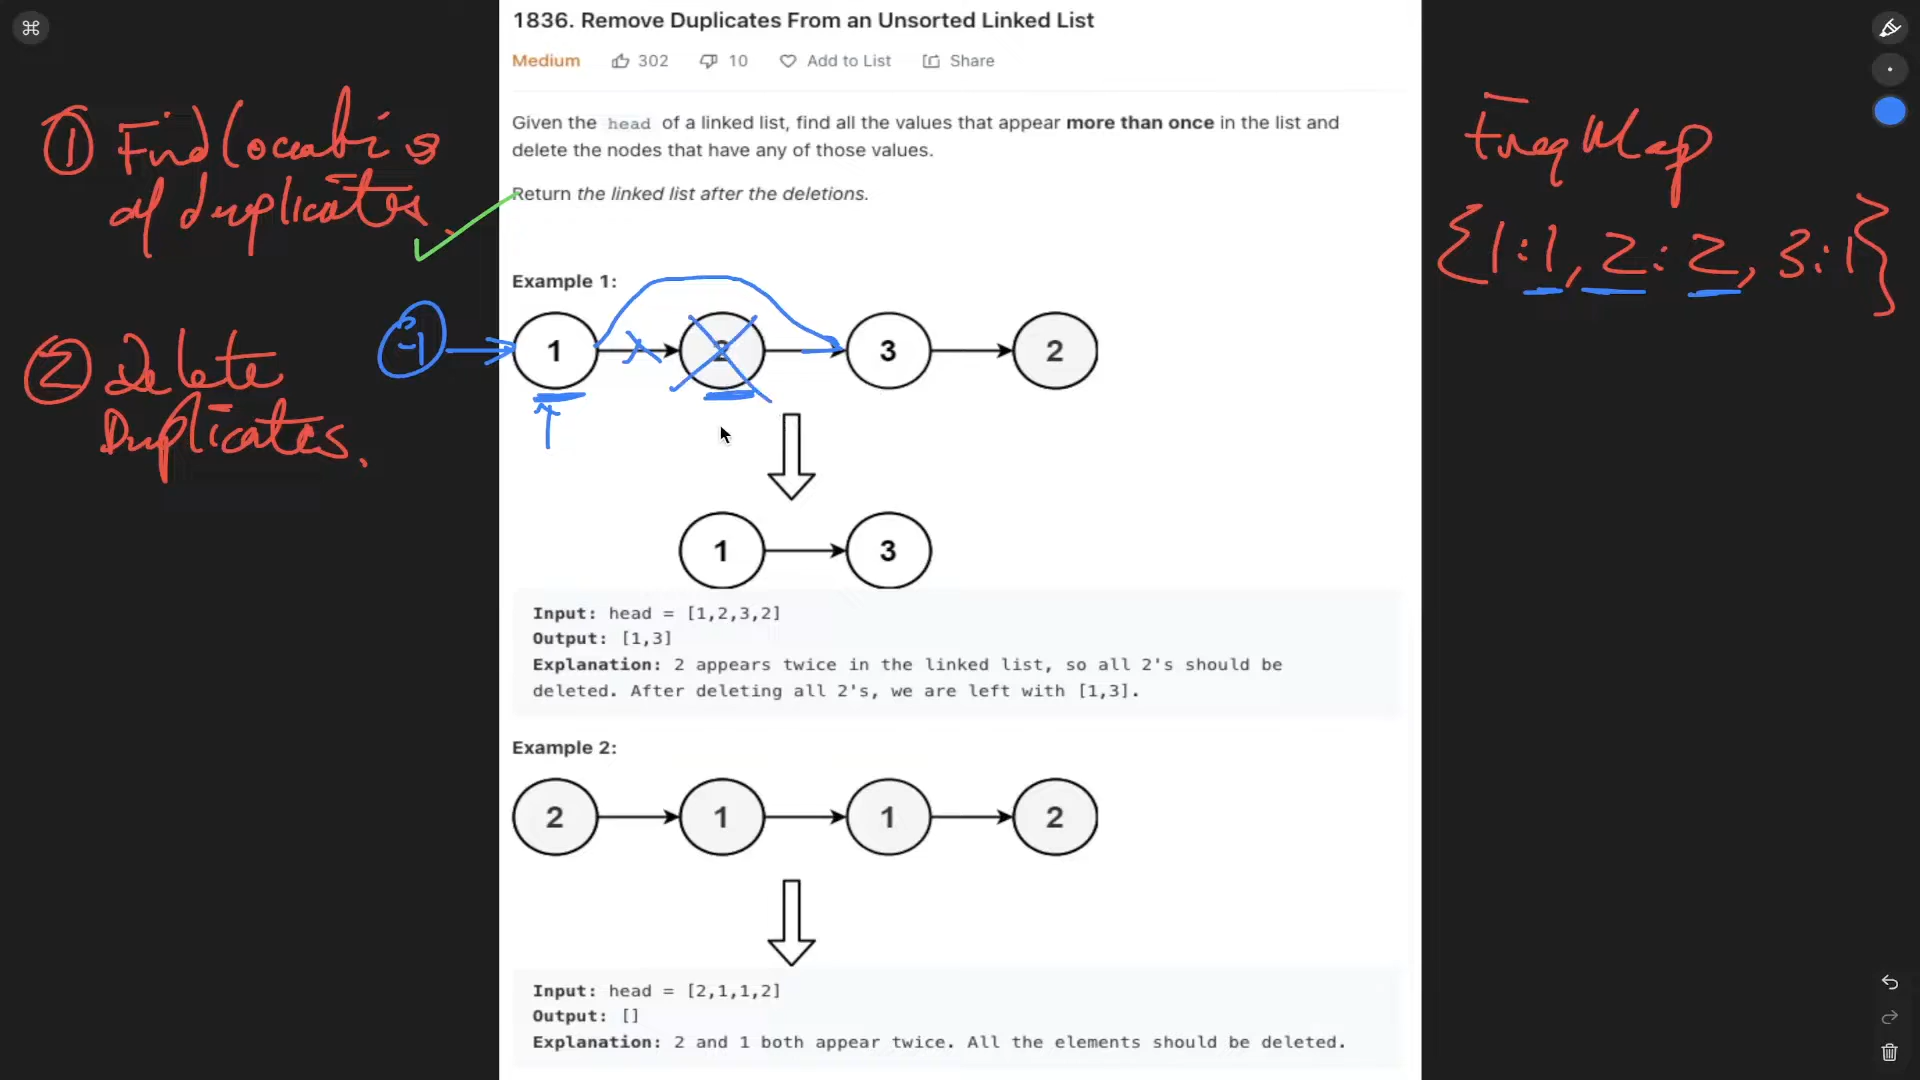 1836. Remove Duplicates From an Unsorted Linked List
Medium 302 10 Add to List Share
Given the head of a linked list, find all the values that appear more than once in the list and
delete the nodes that have any of those values.
Return the linked list after the deletions.
① Find locations
of duplicates.
② Delete
Duplicates.
Freq Map
{1:1, 2:2, 3:1}
Example 1:
-1 1 2 3 2
1 3
Input: head = [1,2,3,2]
Output: [1,3]
Explanation: 2 appears twice in the linked list, so all 2's should be
deleted. After deleting all 2's, we are left with [1,3].
Example 2:
2 1 1 2
Input: head = [2,1,1,2]
Output: []
Explanation: 2 and 1 both appear twice. All the elements should be deleted.